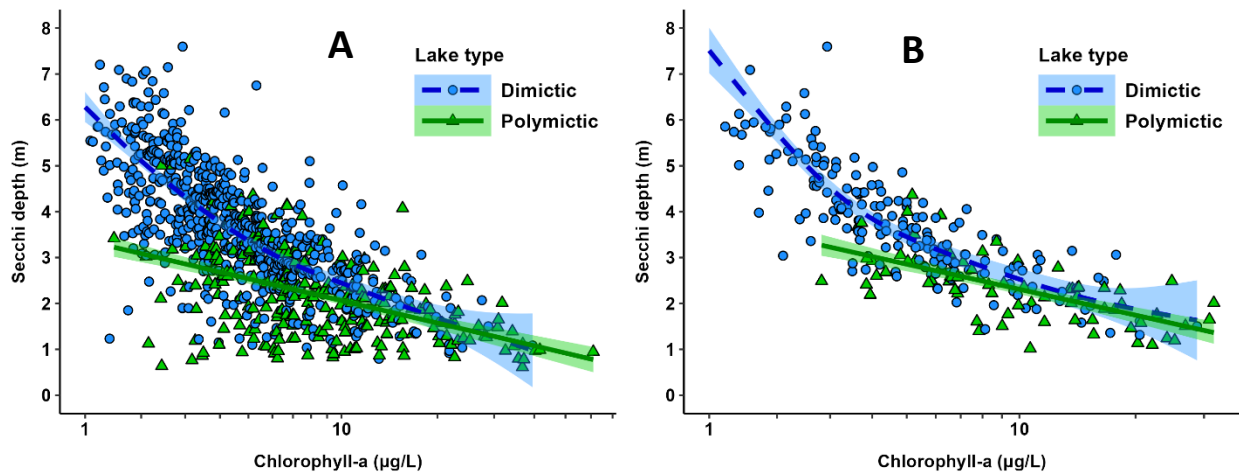 A
Lake type
Dimictic
Polymictic
Secchi depth (m)
8
7
6
5
4
3
2
1
0
1
10
Chlorophyll-a (µg/L)
B
Lake type
Dimictic
Polymictic
Secchi depth (m)
8
7
6
5
4
3
2
1
0
1
10
Chlorophyll-a (µg/L)